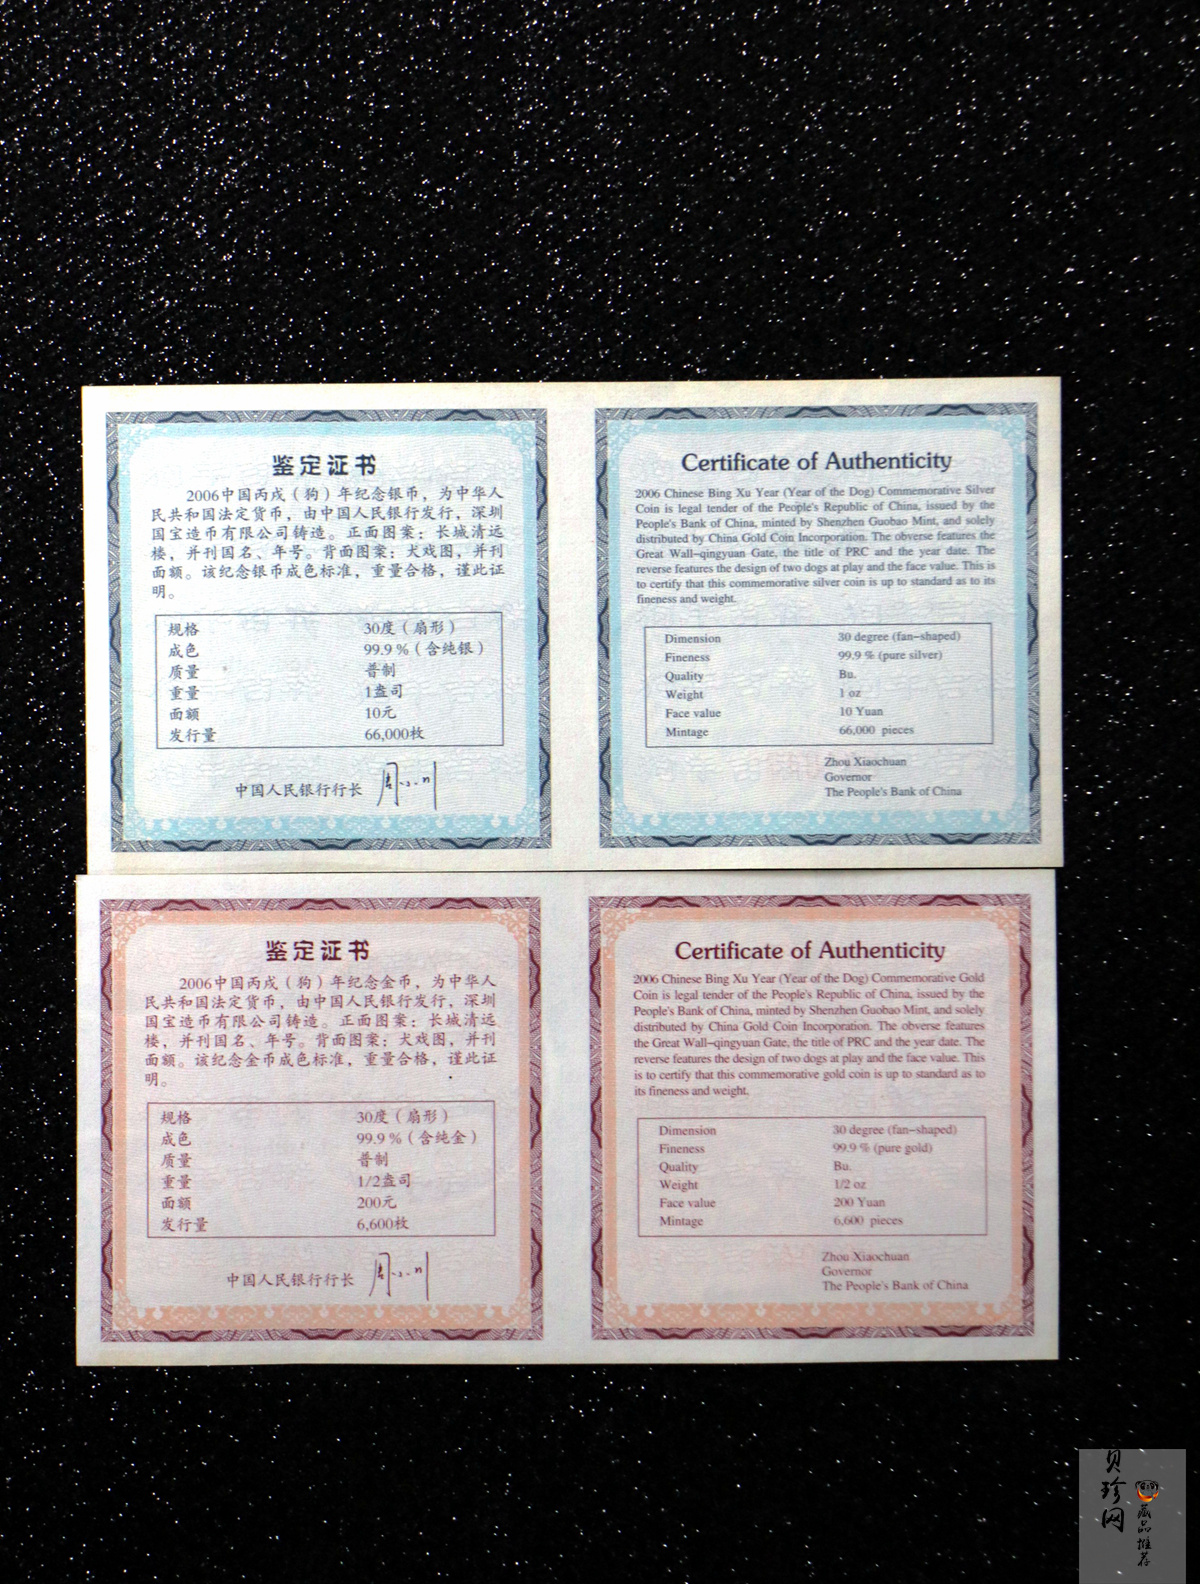 鉴定证书
2006中国丙戌(狗)年纪念银币，为中华人
民共和国法定货币，由中国人民银行发行，深圳
国宝造币有限公司铸造。正面图案：长城清远
楼，并刊国名、年号。背面图案：犬戏图，并刊
面额。该纪念银币成色标准，重量合格，谨此证
明。
规格 30度(扇形)
成色 99.9%(含纯银)
质量 普制
重量 1盎司
面额 10元
发行量 66,000枚
中国人民银行行长 周小川
Certificate of Authenticity
2006 Chinese Bing Xu Year (Year of the Dog) Commemorative Silver
Coin is legal tender of the People's Republic of China, issued by the
People's Bank of China, minted by Shenzhen Guobao Mint, and solely
distributed by China Gold Coin Incorporation. The obverse features the
Great Wall-qingyuan Gate, the title of PRC and the year date. The
reverse features the design of two dogs at play and the face value. This is
to certify that this commemorative silver coin is up to standard as to its
fineness and weight.
Dimension 30 degree (fan-shaped)
Fineness 99.9 % (pure silver)
Quality Bu.
Weight 1 oz
Face value 10 Yuan
Mintage 66,000 pieces
Zhou Xiaochuan
Governor
The People's Bank of China
鉴定证书
2006中国丙戌(狗)年纪念金币，为中华人
民共和国法定货币，由中国人民银行发行，深圳
国宝造币有限公司铸造。正面图案：长城清远
楼，并刊国名、年号。背面图案：犬戏图，并刊
面额。该纪念金币成色标准，重量合格，谨此证
明。
规格 30度(扇形)
成色 99.9%(含纯金)
质量 普制
重量 1/2盎司
面额 200元
发行量 6,600枚
中国人民银行行长 周小川
Certificate of Authenticity
2006 Chinese Bing Xu Year (Year of the Dog) Commemorative Gold
Coin is legal tender of the People's Republic of China, issued by the
People's Bank of China, minted by Shenzhen Guobao Mint, and solely
distributed by China Gold Coin Incorporation. The obverse features
the Great Wall-qingyuan Gate, the title of PRC and the year date. The
reverse features the design of two dogs at play and the face value. This
is to certify that this commemorative gold coin is up to standard as to
its fineness and weight.
Dimension 30 degree (fan-shaped)
Fineness 99.9 % (pure gold)
Quality Bu.
Weight 1/2 oz
Face value 200 Yuan
Mintage 6,600 pieces
Zhou Xiaochuan
Governor
The People's Bank of China
贝珍网
藏品推荐